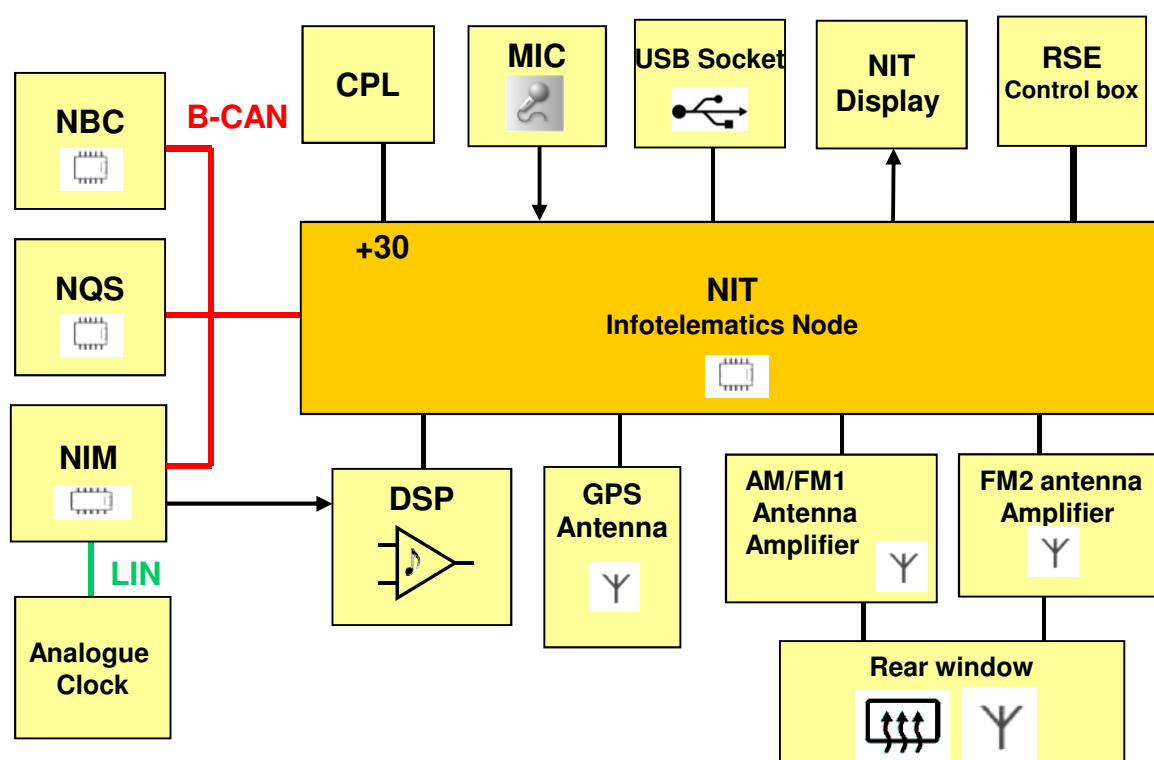 NBC
B-CAN
CPL
MIC
USB Socket
NIT
Display
RSE
Control box
NQS
+30
NIT
Infotelematics Node
NIM
LIN
Analogue
Clock
DSP
GPS
Antenna
AM/FM1
Antenna
Amplifier
FM2 antenna
Amplifier
Rear window